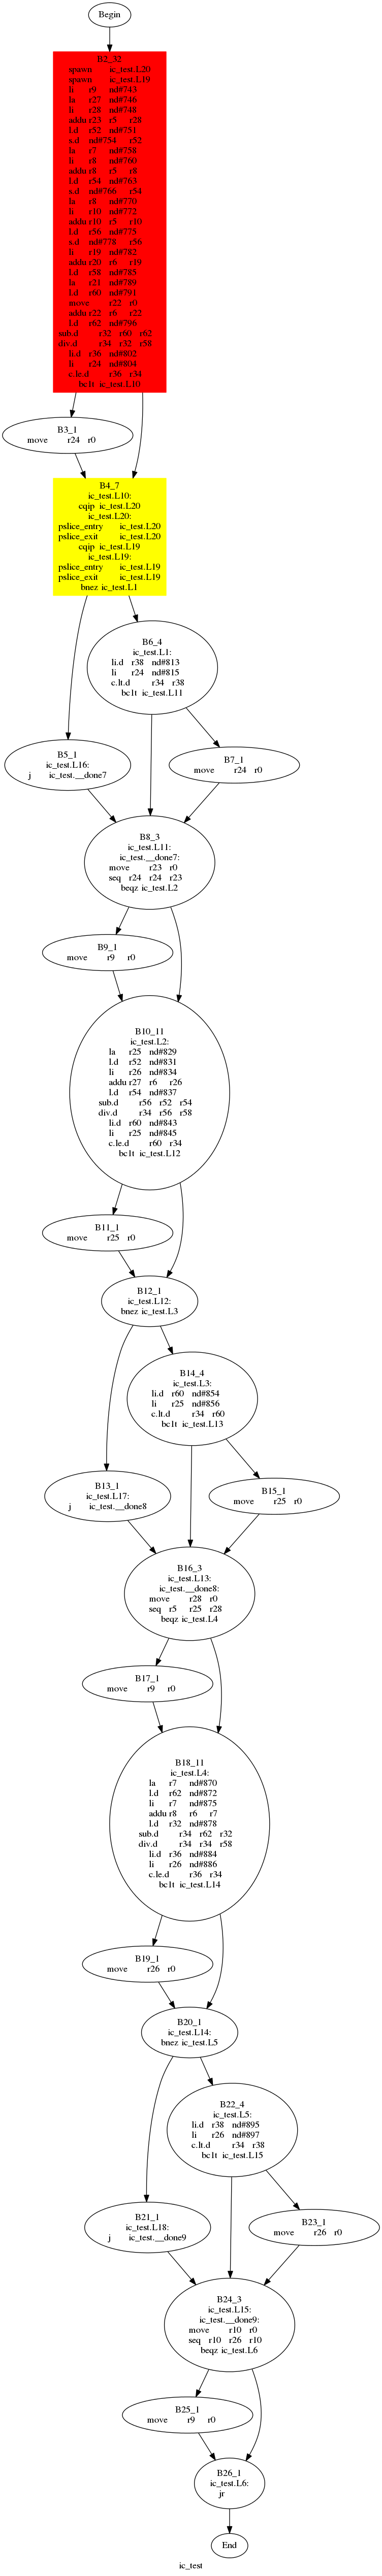 Begin
B2_32
spawn ic_test.L20
spawn ic_test.L19
li r9 nd#743
la r27 nd#746
li r28 nd#748
addu r23 r5 r28
l.d r52 nd#751
s.d nd#754 r52
la r7 nd#758
li r8 nd#760
addu r8 r5 r8
l.d r54 nd#763
s.d nd#766 r54
la r8 nd#770
li r10 nd#772
addu r10 r5 r10
l.d r56 nd#775
s.d nd#778 r56
li r19 nd#782
addu r20 r6 r19
l.d r58 nd#785
la r21 nd#789
l.d r60 nd#791
move r22 r0
addu r22 r6 r22
l.d r62 nd#796
sub.d r32 r60 r62
div.d r34 r32 r58
li.d r36 nd#802
li r24 nd#804
c.le.d r36 r34
bc1t ic_test.L10
B3_1
move r24 r0
B4_7
ic_test.L10:
cqip ic_test.L20
ic_test.L20:
pslice_entry ic_test.L20
pslice_exit ic_test.L20
cqip ic_test.L19
ic_test.L19:
pslice_entry ic_test.L19
pslice_exit ic_test.L19
bnez ic_test.L1
B6_4
ic_test.L1:
li.d r38 nd#813
li r24 nd#815
c.lt.d r34 r38
bc1t ic_test.L11
B5_1
ic_test.L16:
j ic_test.__done7
B7_1
move r24 r0
B8_3
ic_test.L11:
ic_test.__done7:
move r23 r0
seq r24 r24 r23
beqz ic_test.L2
B9_1
move r9 r0
B10_11
ic_test.L2:
la r25 nd#829
l.d r52 nd#831
li r26 nd#834
addu r27 r6 r26
l.d r54 nd#837
sub.d r56 r52 r54
div.d r34 r56 r58
li.d r60 nd#843
li r25 nd#845
c.le.d r60 r34
bc1t ic_test.L12
B11_1
move r25 r0
B12_1
ic_test.L12:
bnez ic_test.L3
B14_4
ic_test.L3:
li.d r60 nd#854
li r25 nd#856
c.lt.d r34 r60
bc1t ic_test.L13
B13_1
ic_test.L17:
j ic_test.__done8
B15_1
move r25 r0
B16_3
ic_test.L13:
ic_test.__done8:
move r28 r0
seq r5 r25 r28
beqz ic_test.L4
B17_1
move r9 r0
B18_11
ic_test.L4:
la r7 nd#870
l.d r62 nd#872
li r7 nd#875
addu r8 r6 r7
l.d r32 nd#878
sub.d r34 r62 r32
div.d r34 r34 r58
li.d r36 nd#884
li r26 nd#886
c.le.d r36 r34
bc1t ic_test.L14
B19_1
move r26 r0
B20_1
ic_test.L14:
bnez ic_test.L5
B22_4
ic_test.L5:
li.d r38 nd#895
li r26 nd#897
c.lt.d r34 r38
bc1t ic_test.L15
B21_1
ic_test.L18:
j ic_test.__done9
B23_1
move r26 r0
B24_3
ic_test.L15:
ic_test.__done9:
move r10 r0
seq r10 r26 r10
beqz ic_test.L6
B25_1
move r9 r0
B26_1
ic_test.L6:
jr
End
ic_test